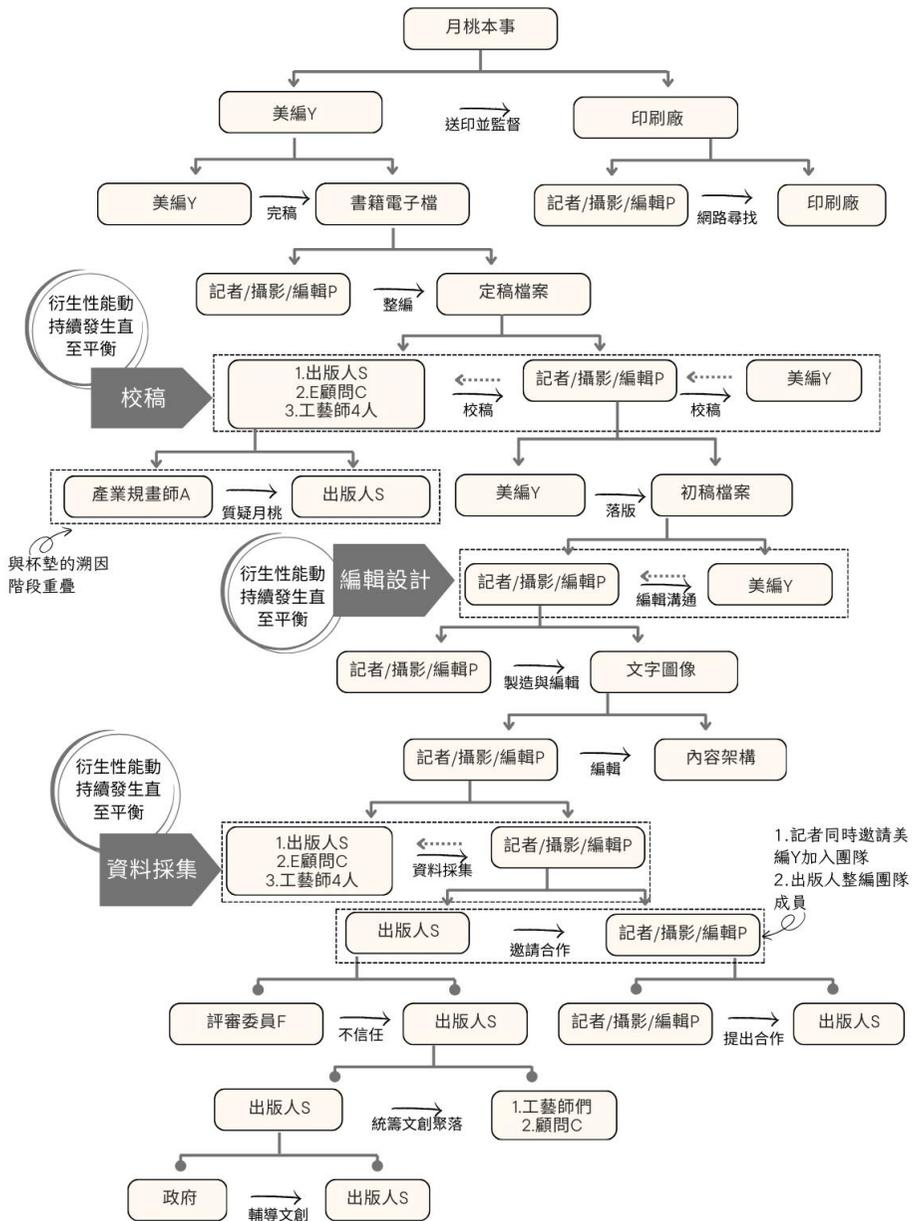 月桃本事
美編Y
送印並監督
印刷廠
美編Y
完稿
書籍電子檔
記者/攝影/編輯P
網路尋找
印刷廠
記者/攝影/編輯P
整編
定稿檔案
衍生性能動
持續發生直
至平衡
校稿
1.出版人S
2.E顧問C
3.工藝師4人
校稿
記者/攝影/編輯P
校稿
美編Y
產業規畫師A
質疑月桃
出版人S
美編Y
落版
初稿檔案
與杯墊的溯因
階段重疊
衍生性能動
持續發生直
至平衡
編輯設計
記者/攝影/編輯P
編輯溝通
美編Y
記者/攝影/編輯P
製造與編輯
文字圖像
記者/攝影/編輯P
編輯
內容架構
衍生性能動
持續發生直
至平衡
資料採集
1.出版人S
2.E顧問C
3.工藝師4人
資料採集
記者/攝影/編輯P
1.記者同時邀請美
編Y加入團隊
2.出版人整編團隊
成員
出版人S
邀請合作
記者/攝影/編輯P
評審委員F
不信任
出版人S
記者/攝影/編輯P
提出合作
出版人S
出版人S
統籌文創聚落
1.工藝師們
2.顧問C
政府
輔導文創
出版人S